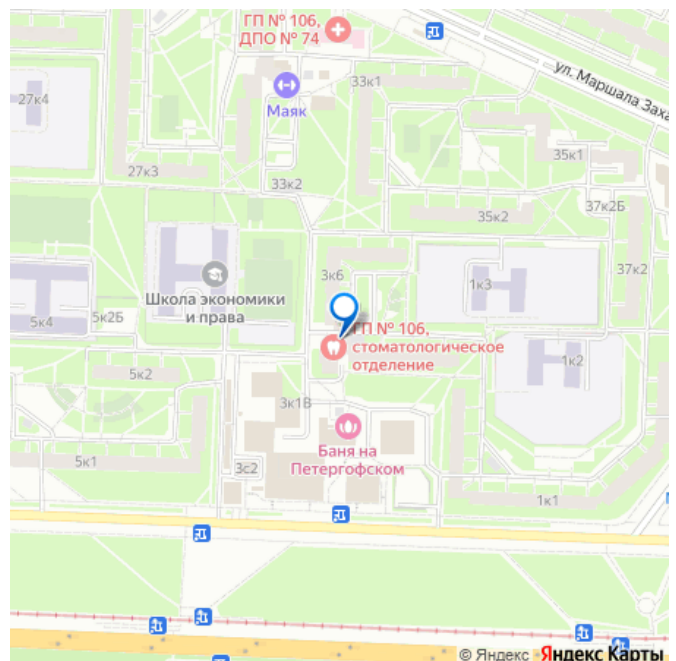 ГП № 106,
ДПО № 74
ул. Маршала Заха
33к1
27к4
Маяк
35к1
27к3
33к2
37к2Б
35к2
3к6
37к2
1к3
Школа экономики
и права
5к2Б
5к4
ГП № 106,
стоматологическое
отделение
1к2
5к2
3к1В
Баня на
Петергофском
5к1
3с2
1к1
© Яндекс Яндекс Карты